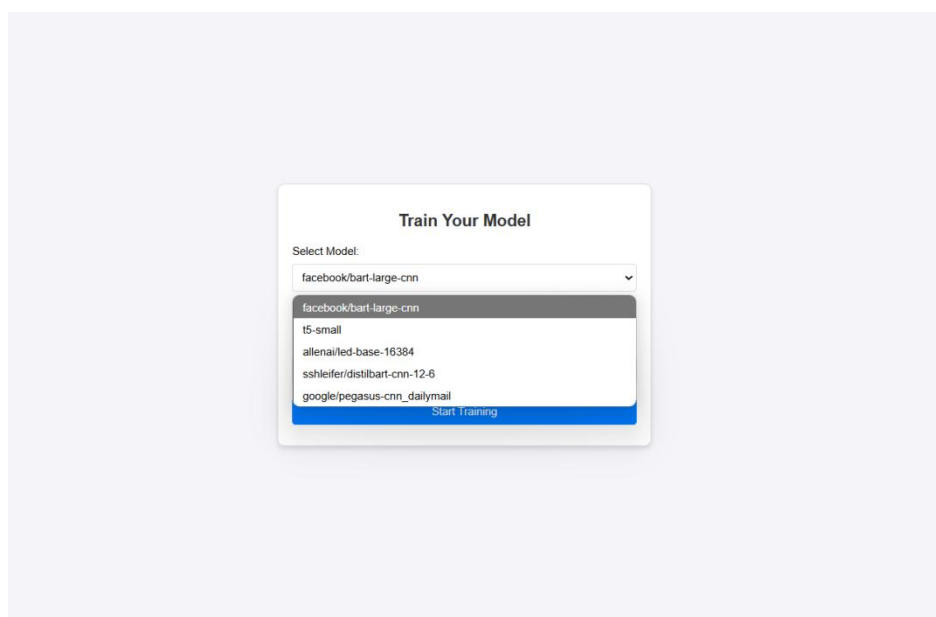 Train Your Model
Select Model:
facebook/bart-large-cnn
facebook/bart-large-cnn
t5-small
allenai/led-base-16384
sshleifer/distilbart-cnn-12-6
google/pegasus-cnn_dailymail
Start Training